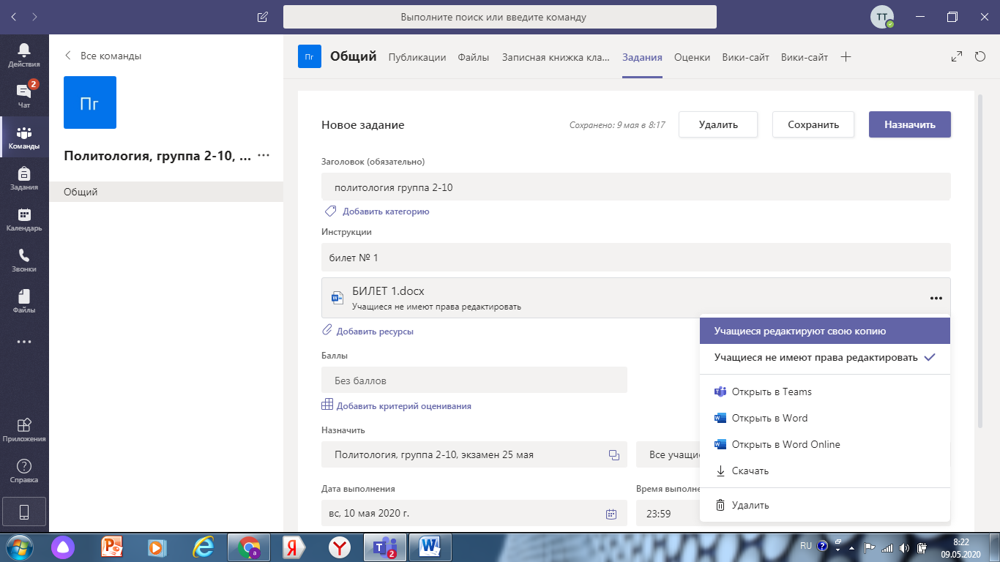 Выполните поиск или введите команду
ТТ
Действия
2
Чат
Команды
Задания
Календарь
Звонки
Файлы
Приложения
Справка
Все команды
Пг
Политология, группа 2-10, ...
Общий
Пг
Общий
Публикации
Файлы
Записная книжка кла...
Задания
Оценки
Вики-сайт
Вики-сайт
Новое задание
Сохранено: 9 мая в 8:17
Удалить
Сохранить
Назначить
Заголовок (обязательно)
политология группа 2-10
Добавить категорию
Инструкции
билет № 1
БИЛЕТ 1.docx
Учащиеся не имеют права редактировать
Добавить ресурсы
Учащиеся редактируют свою копию
Учащиеся не имеют права редактировать
Открыть в Teams
Открыть в Word
Открыть в Word Online
Скачать
Удалить
Баллы
Без баллов
Добавить критерий оценивания
Назначить
Политология, группа 2-10, экзамен 25 мая
Все учащи
Дата выполнения
Время выполне
вс, 10 мая 2020 г.
23:59
2
RU
8:22
09.05.2020